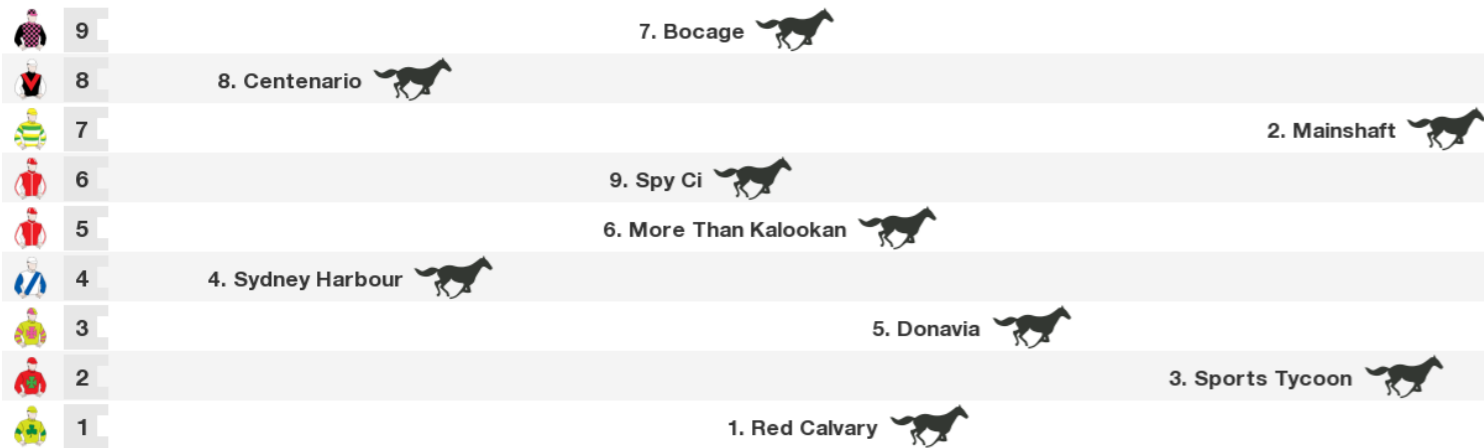 9 7. Bocage
8 8. Centenario
7 2. Mainshaft
6 9. Spy Ci
5 6. More Than Kalookan
4 4. Sydney Harbour
3 5. Donavia
2 3. Sports Tycoon
1 1. Red Calvary